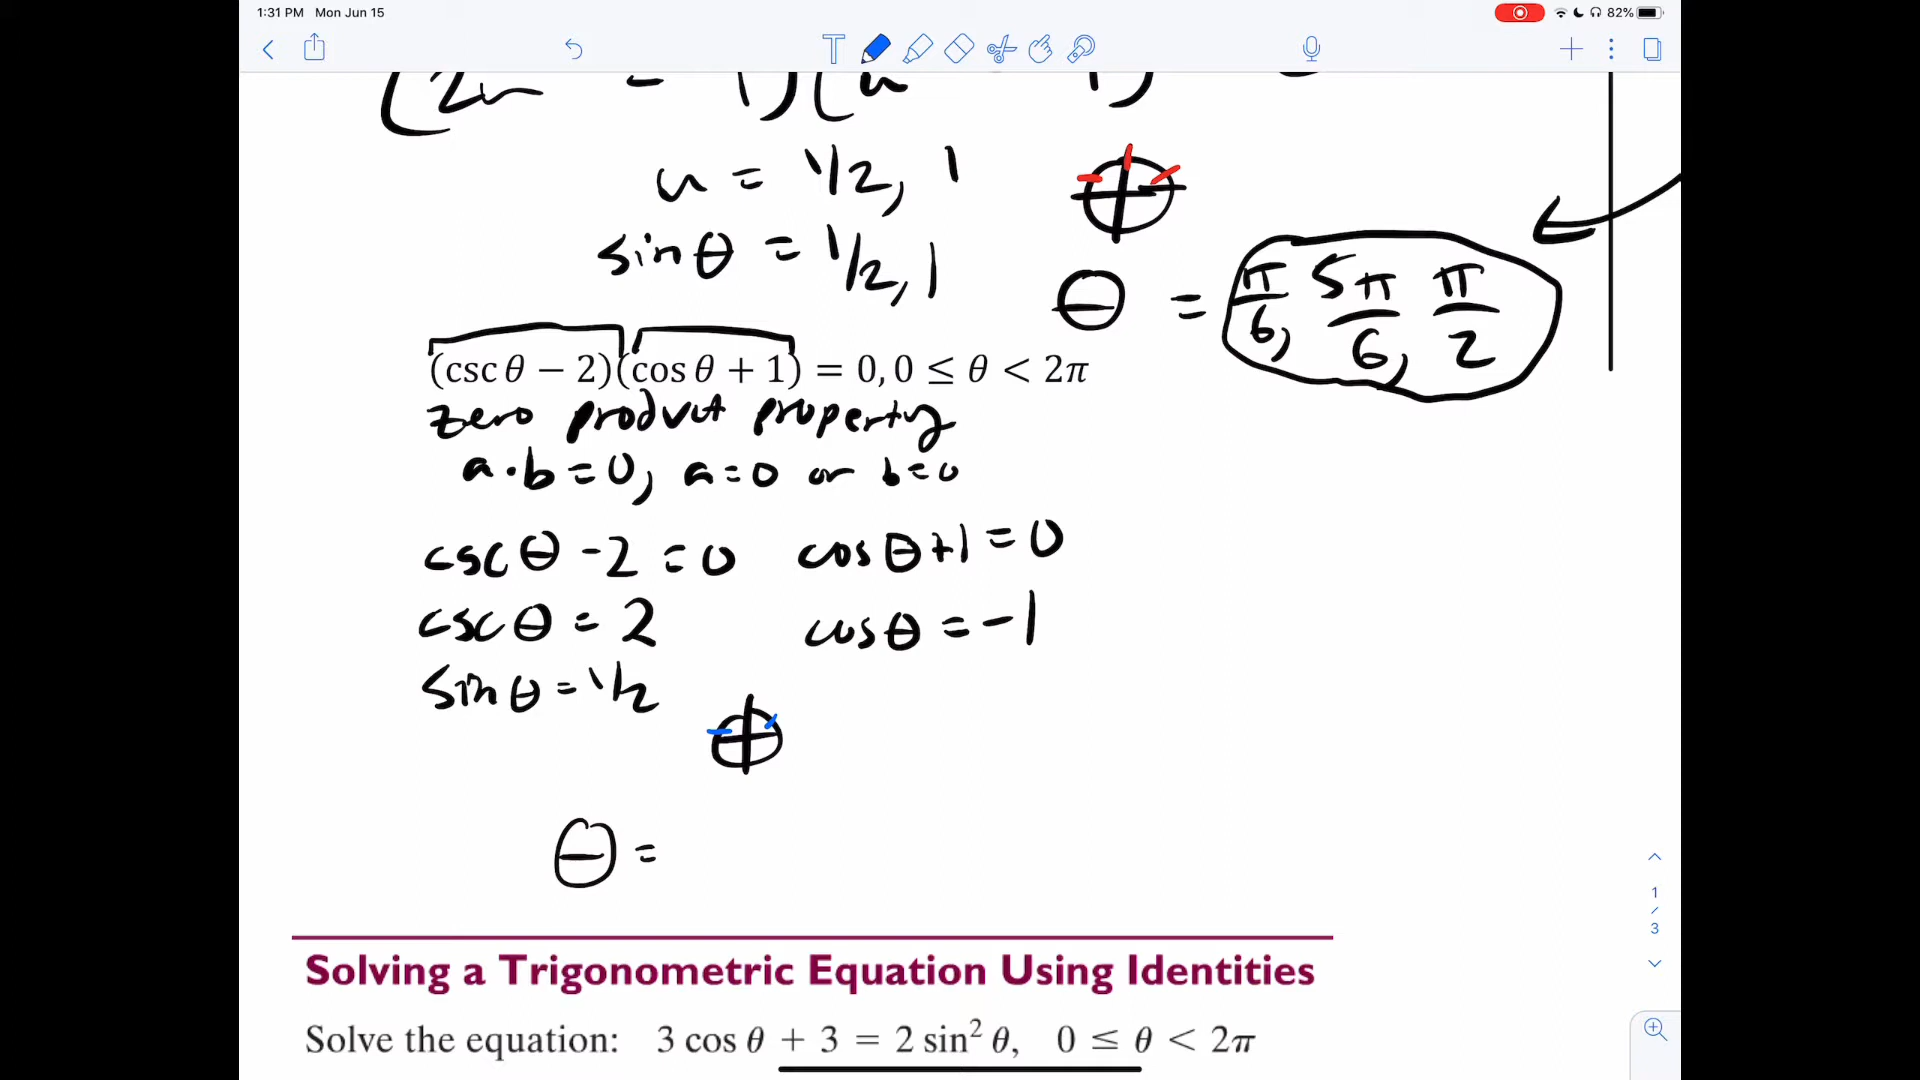 1:31 PM Mon Jun 15
82%
(2u - 1)(u - 1)
u = 1/2, 1
sin θ = 1/2, 1
θ = π/6, 5π/6, π/2
(csc θ − 2)(cos θ + 1) = 0, 0 ≤ θ < 2π
zero product property
a·b=0, a=0 or b=0
csc θ -2 = 0
cos θ +1 = 0
csc θ = 2
cos θ = -1
sin θ = 1/2
θ =
Solving a Trigonometric Equation Using Identities
Solve the equation: 3 cos θ + 3 = 2 sin² θ, 0 ≤ θ < 2π
1
/
3